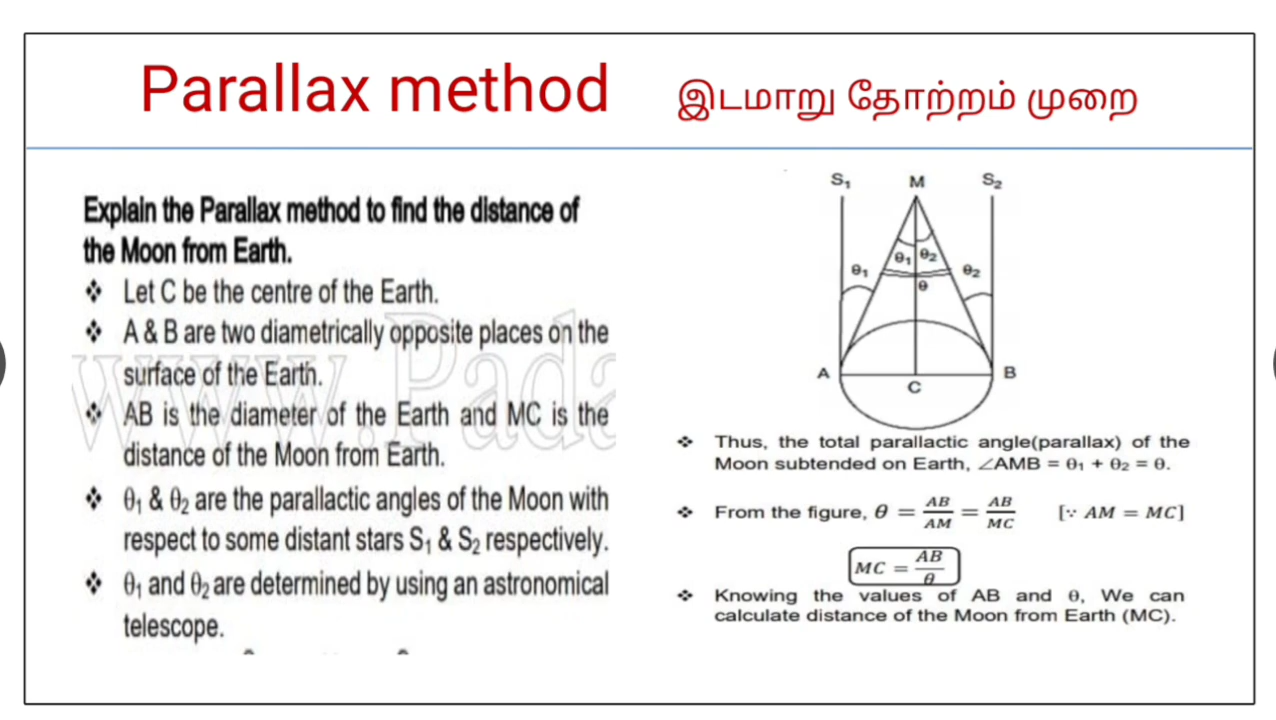 Parallax method இடமாறு தோற்றம் முறை
Explain the Parallax method to find the distance of
the Moon from Earth.
❖ Let C be the centre of the Earth.
❖ A & B are two diametrically opposite places on the
surface of the Earth.
❖ AB is the diameter of the Earth and MC is the
distance of the Moon from Earth.
❖ θ₁ & θ₂ are the parallactic angles of the Moon with
respect to some distant stars S₁ & S₂ respectively.
❖ θ₁ and θ₂ are determined by using an astronomical
telescope.
www.Pada
S₁ M S₂
θ₁ θ₂
θ₁ θ₂
θ
A B
C
❖ Thus, the total parallactic angle(parallax) of the
Moon subtended on Earth, ∠AMB = θ₁ + θ₂ = θ.
❖ From the figure, θ = AB/AM = AB/MC [∵ AM = MC]
MC = AB/θ
❖ Knowing the values of AB and θ, We can
calculate distance of the Moon from Earth (MC).